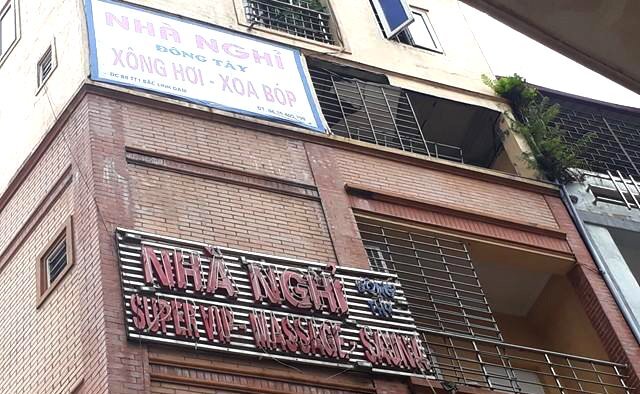 NHÀ NGHỈ
ĐÔNG TÂY
XÔNG HƠI - XOA BÓP
NHÀ NGHỈ
ĐÔNG
TÂY
SUPER VIP - MASSAGE - SAUNA